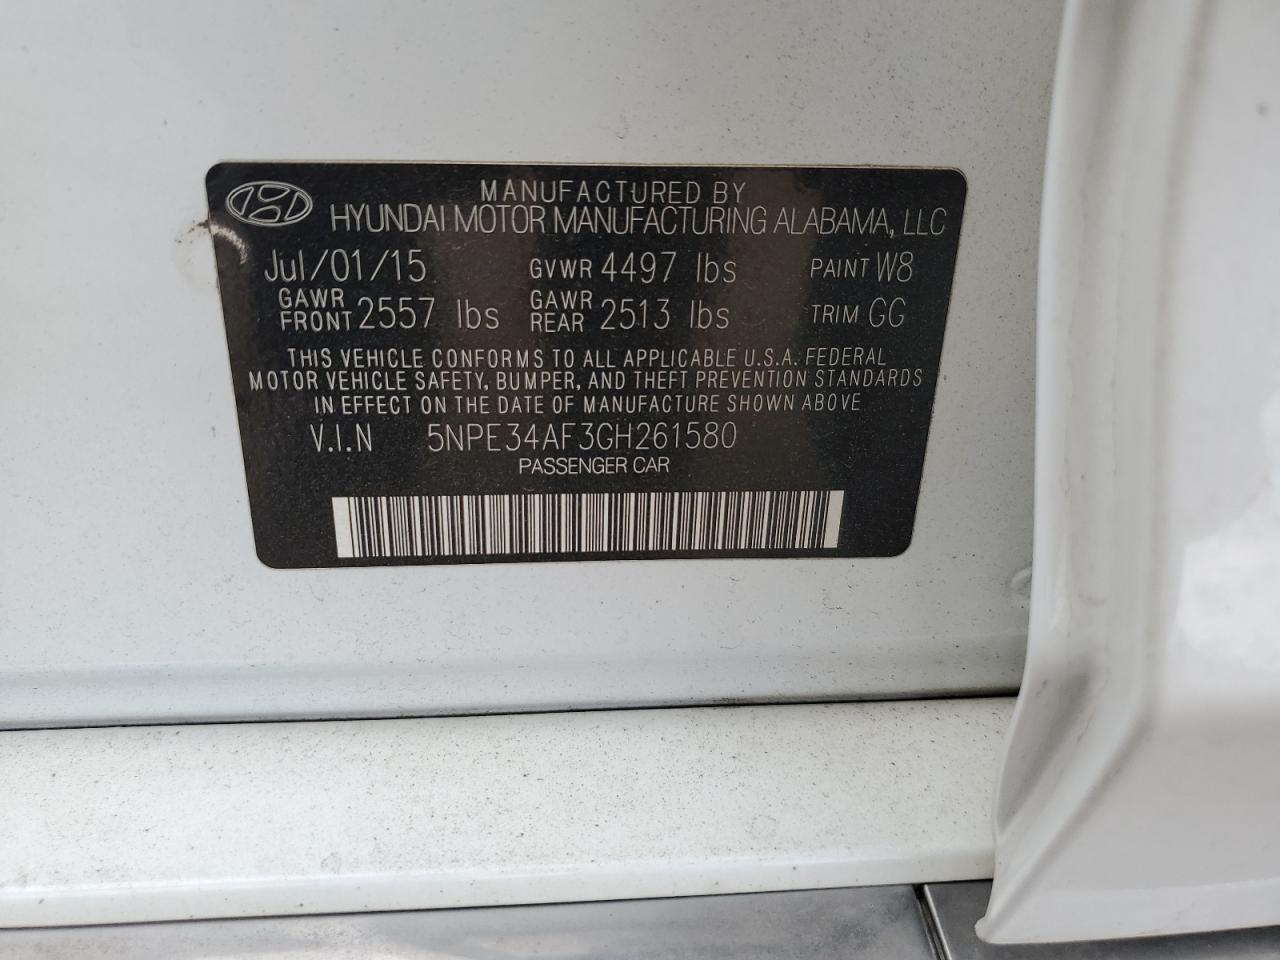 MANUFACTURED BY
HYUNDAI MOTOR MANUFACTURING ALABAMA, LLC
Jul/01/15 GVWR 4497 lbs PAINT W8
GAWR FRONT 2557 lbs GAWR REAR 2513 lbs TRIM GG
THIS VEHICLE CONFORMS TO ALL APPLICABLE U.S.A. FEDERAL
MOTOR VEHICLE SAFETY, BUMPER, AND THEFT PREVENTION STANDARDS
IN EFFECT ON THE DATE OF MANUFACTURE SHOWN ABOVE
V.I.N 5NPE34AF3GH261580
PASSENGER CAR